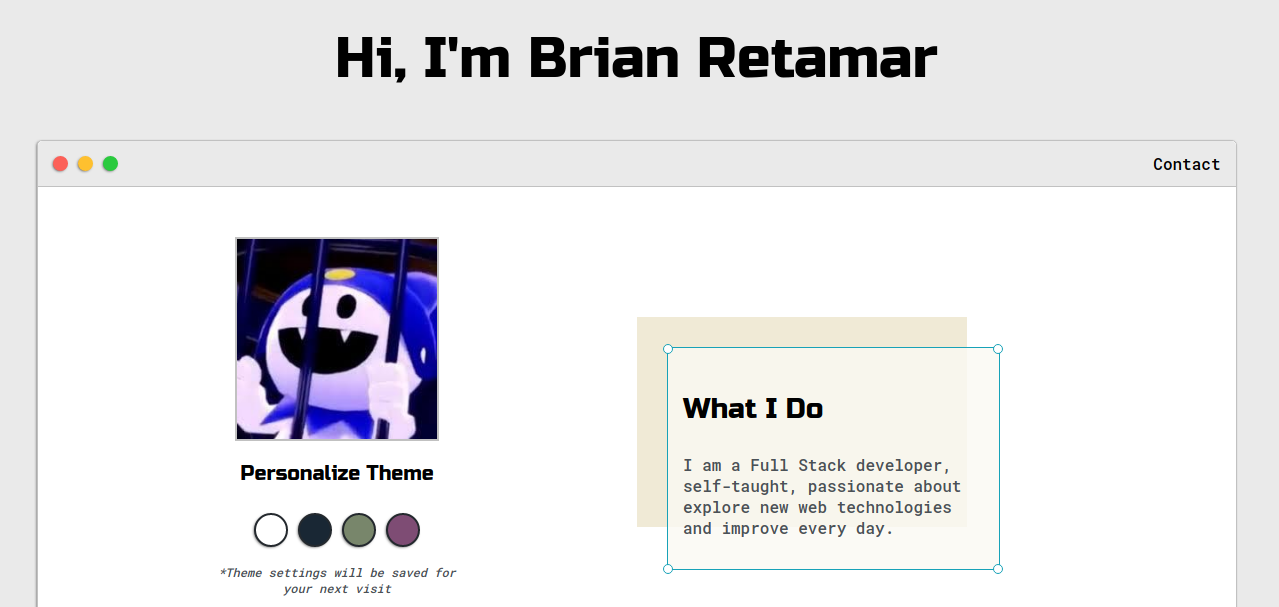 Hi, I'm Brian Retamar
Contact
Personalize Theme
*Theme settings will be saved for
your next visit
What I Do
I am a Full Stack developer,
self-taught, passionate about
explore new web technologies
and improve every day.